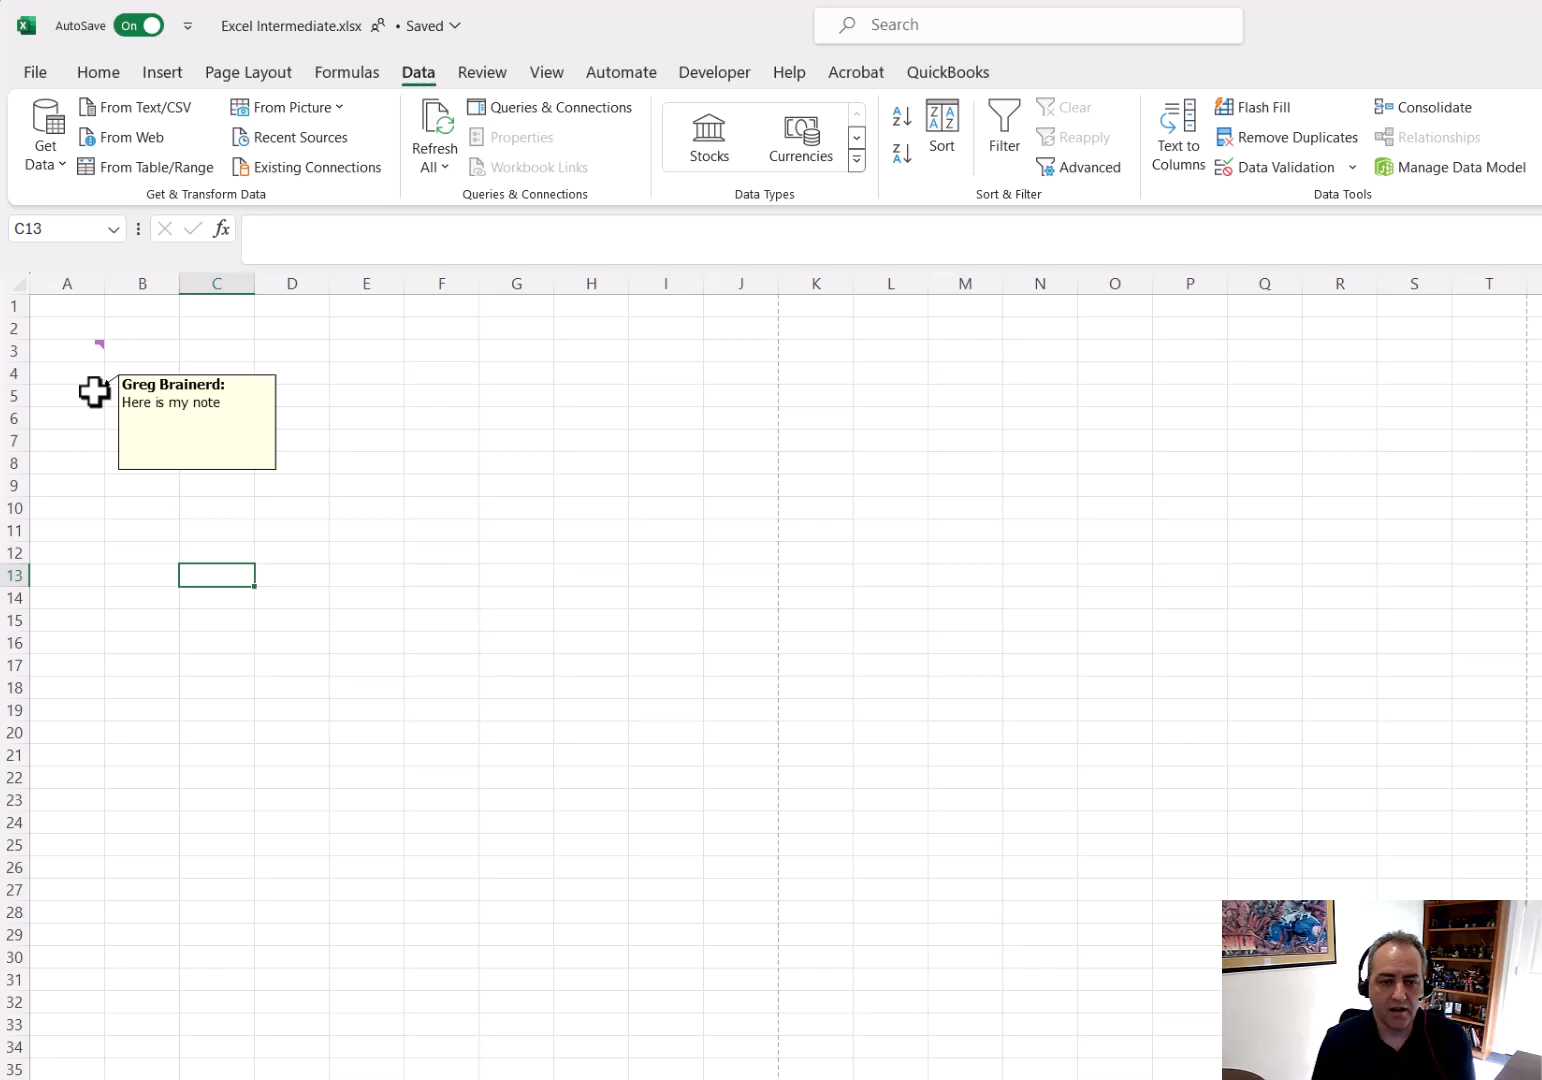 AutoSave On Excel Intermediate.xlsx • Saved Search
File Home Insert Page Layout Formulas Data Review View Automate Developer Help Acrobat QuickBooks
Get Data
From Text/CSV
From Web
From Table/Range
From Picture
Recent Sources
Existing Connections
Get & Transform Data
Refresh All
Queries & Connections
Properties
Workbook Links
Queries & Connections
Stocks
Currencies
Data Types
Sort
Filter
Clear
Reapply
Advanced
Sort & Filter
Text to Columns
Flash Fill
Remove Duplicates
Data Validation
Consolidate
Relationships
Manage Data Model
Data Tools
C13 fx
A B C D E F G H I J K L M N O P Q R S T
1
2
3
4
Greg Brainerd:
5
Here is my note
6
7
8
9
10
11
12
13
14
15
16
17
18
19
20
21
22
23
24
25
26
27
28
29
30
31
32
33
34
35